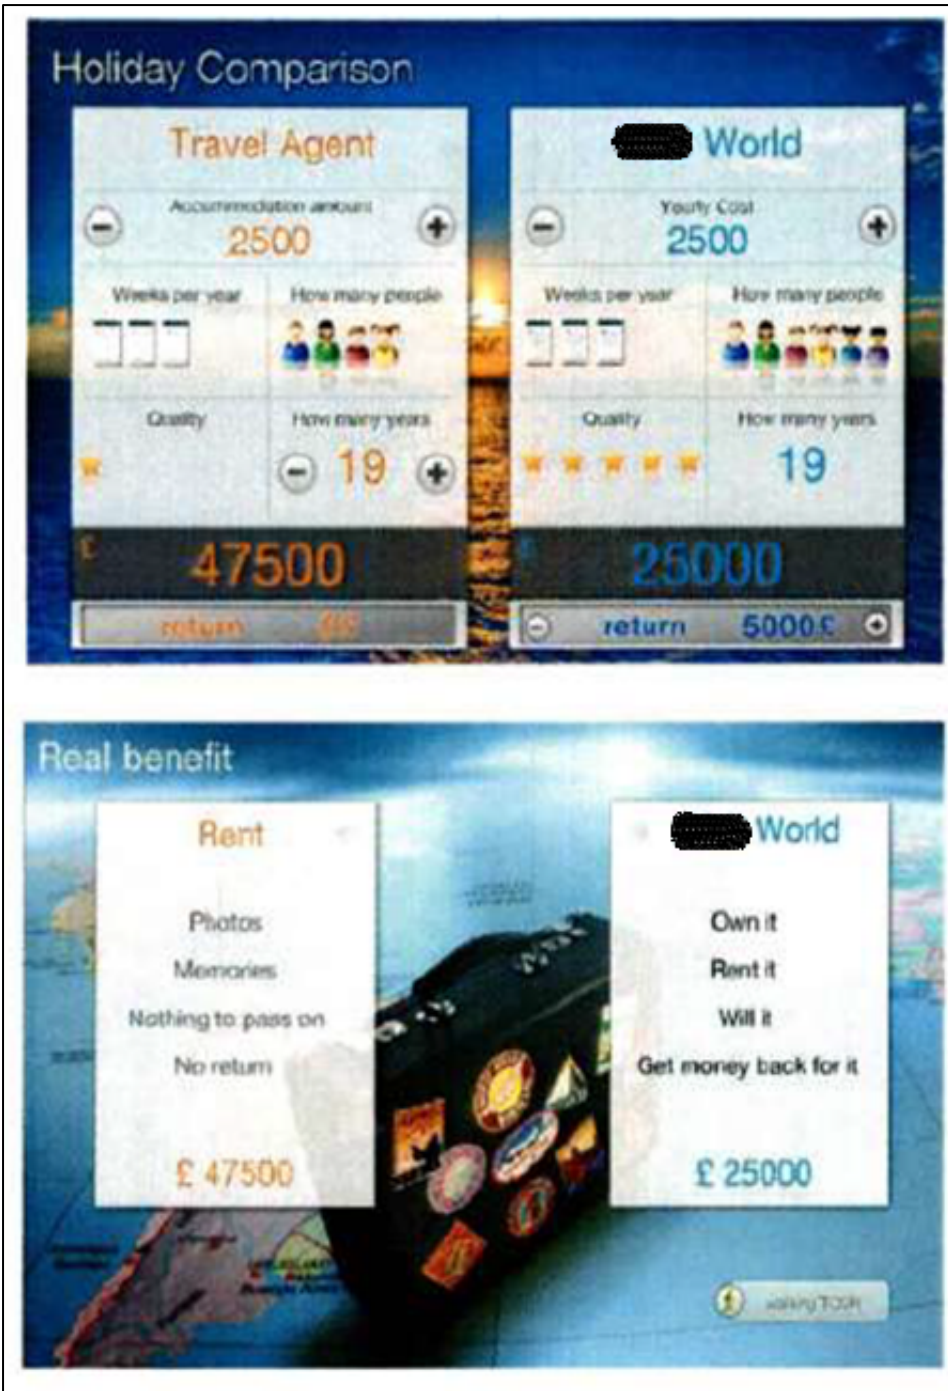 Holiday Comparison
Travel Agent
Accommodation amount
2500
Weeks per year
How many people
Quality
How many years
19
£
47500
return
World
Yearly Cost
2500
Weeks per year
How many people
Quality
How many years
19
25000
return 5000£
Real benefit
Rent
Photos
Memories
Nothing to pass on
No return
£ 47500
World
Own it
Rent it
Will it
Get money back for it
£ 25000
walking TOUR